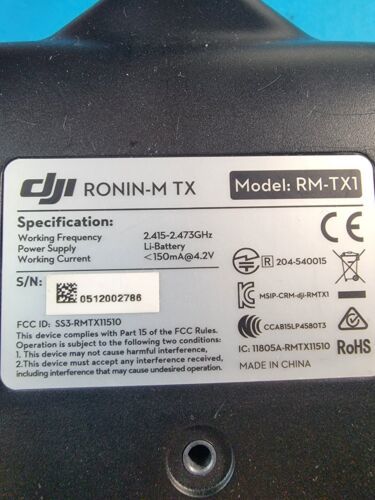 dji RONIN-M TX Model: RM-TX1
Specification:
Working Frequency 2.415-2.473GHz
Power Supply Li-Battery
Working Current <150mA@4.2V
CE
R 204-540015
S/N: 0512002786
MSIP-CRM-dji-RMTX1
CCAB15LP4580T3
FCC ID: SS3-RMTX11510
This device complies with Part 15 of the FCC Rules.
Operation is subject to the following two conditions:
1.This device may not cause harmful interference,
2.This device must accept any interference received,
including interference that may cause undesired operation.
IC: 11805A-RMTX11510
RoHS
MADE IN CHINA